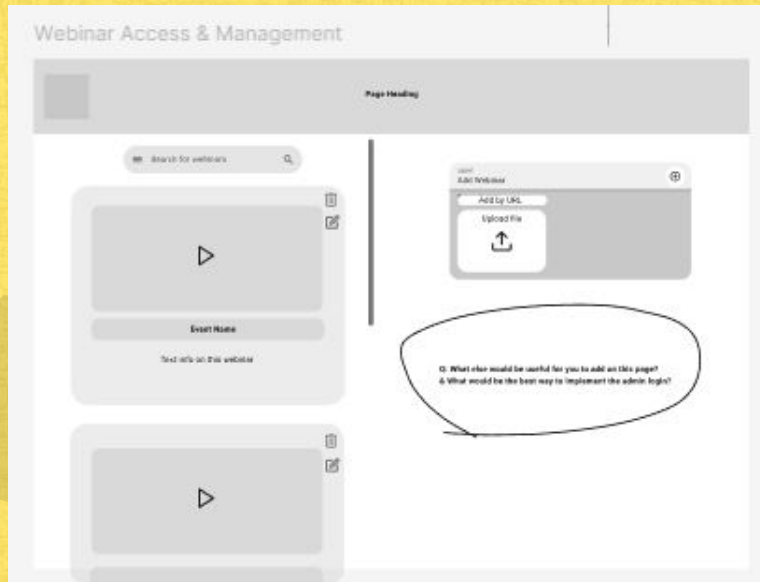 Webinar Access & Management
Page Heading
Search for webinars
Add Webinar
Add by URL
Upload File
Event Name
Text info on this webinar
Q. What else would be useful for you to add on this page?
& What would be the best way to implement the admin login?